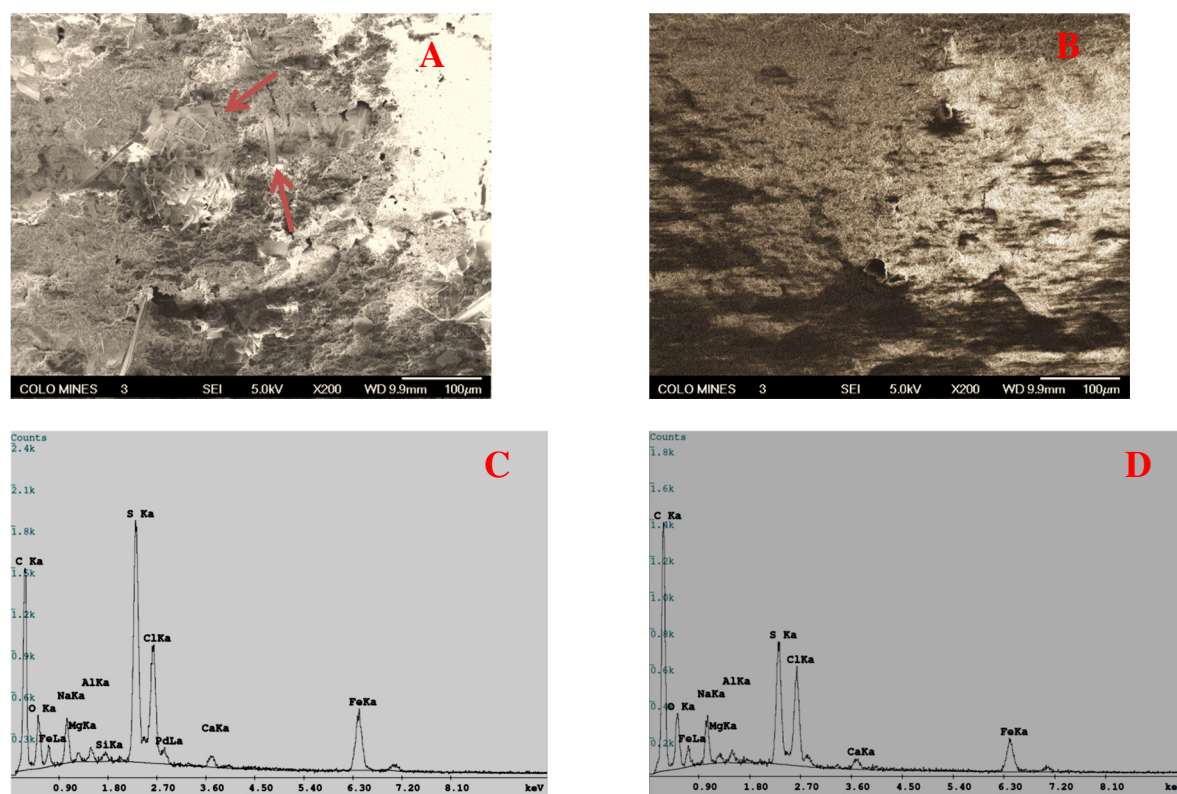 A
COLO MINES 3 SEI 5.0kV X200 WD 9.9mm 100µm
B
COLO MINES 3 SEI 5.0kV X200 WD 9.9mm 100µm
C
Counts
2.4k
2.1k
1.8k
1.5k
1.2k
0.9k
0.6k
0.3k
C Ka
O Ka
FeLa
NaKa
MgKa
AlKa
SiKa
S Ka
ClKa
PdLa
CaKa
FeKa
0.90 1.80 2.70 3.60 4.50 5.40 6.30 7.20 8.10 keV
D
Counts
1.8k
1.6k
1.4k
1.2k
1.0k
0.8k
0.6k
0.4k
0.2k
C Ka
O Ka
FeLa
NaKa
MgKa
AlKa
S Ka
ClKa
CaKa
FeKa
0.90 1.80 2.70 3.60 4.50 5.40 6.30 7.20 8.10 ke